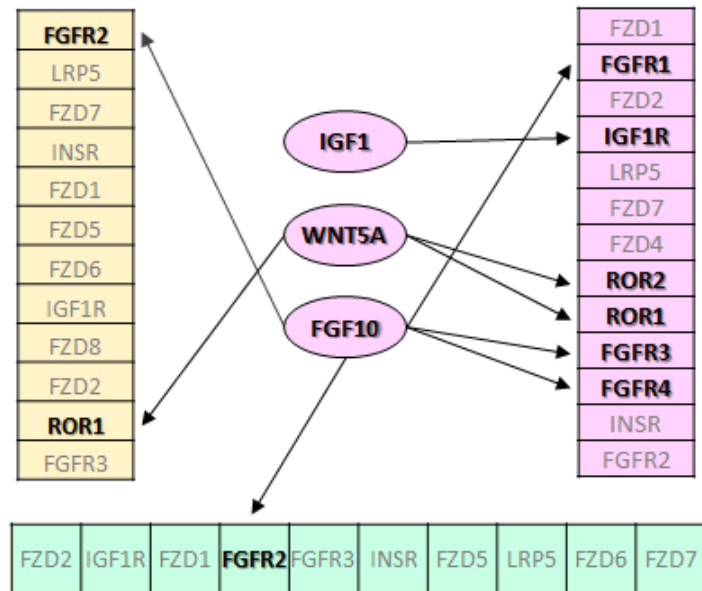 FGFR2
LRP5
FZD7
INSR
FZD1
FZD5
FZD6
IGF1R
FZD8
FZD2
ROR1
FGFR3
IGF1
WNT5A
FGF10
FZD1
FGFR1
FZD2
IGF1R
LRP5
FZD7
FZD4
ROR2
ROR1
FGFR3
FGFR4
INSR
FGFR2
FZD2 IGF1R FZD1 FGFR2 FGFR3 INSR FZD5 LRP5 FZD6 FZD7